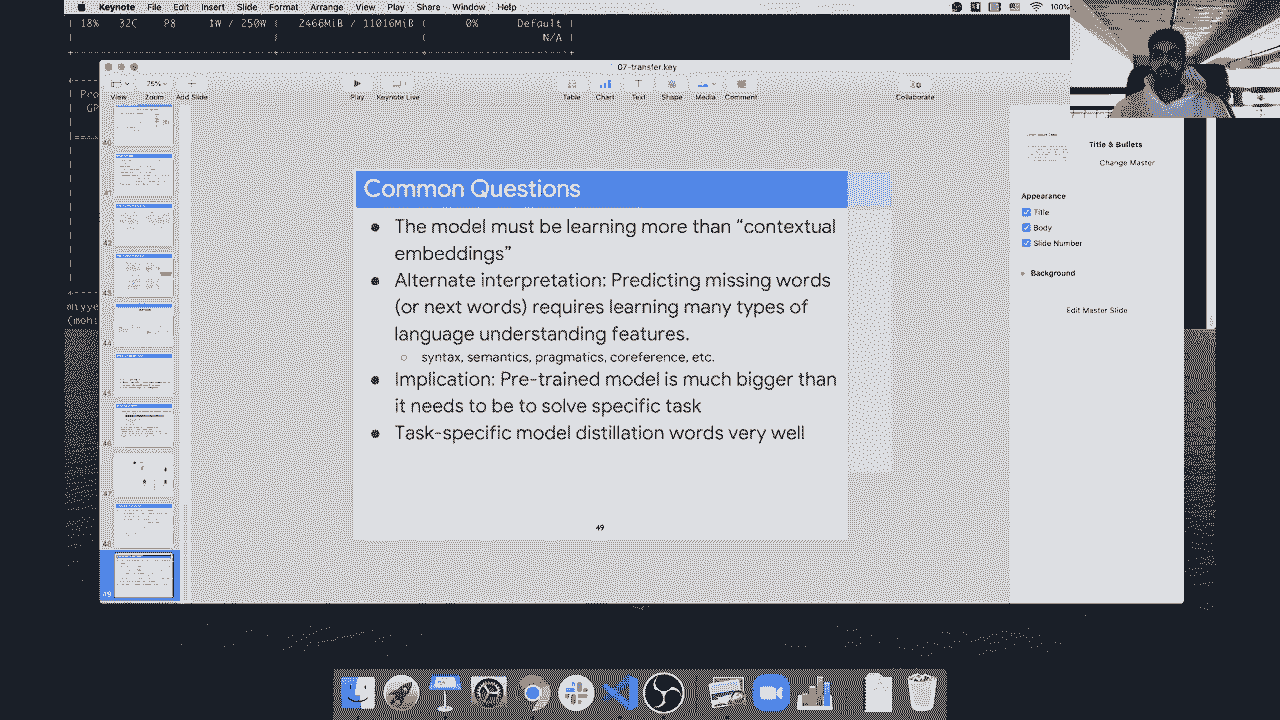 Keynote File Edit Insert Slide Format Arrange View Play Share Window Help 100%
18% 32C P8 1W / 250W 2466MiB / 11016MiB 0% Default
N/A
07-transfer.key
75%
View Zoom Add Slide Play Keynote Live Table Chart Text Shape Media Comment Collaborate
Pro
GP
40
41
42
43
44
45
46
47
48
49
Common Questions
The model must be learning more than “contextual
embeddings”
Alternate interpretation: Predicting missing words
(or next words) requires learning many types of
language understanding features.
syntax, semantics, pragmatics, coreference, etc.
Implication: Pre-trained model is much bigger than
it needs to be to solve specific task
Task-specific model distillation words very well
49
Title & Bullets
Change Master
Appearance
Title
Body
Slide Number
Background
Edit Master Slide
miyye
(moh